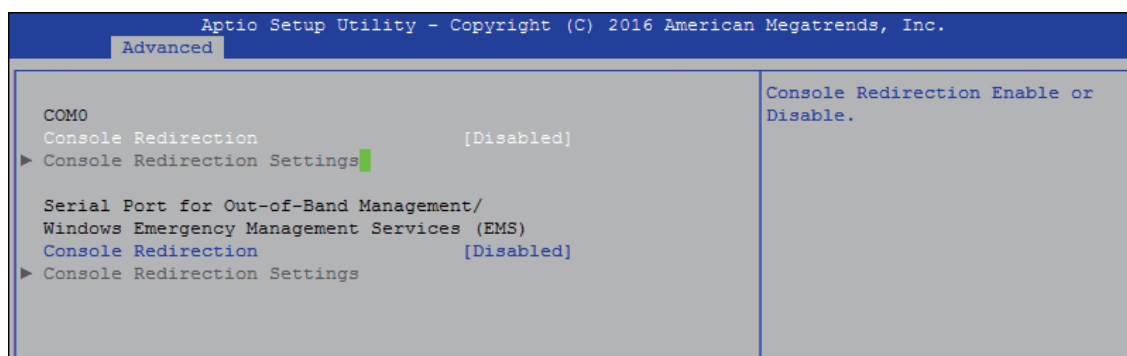 Aptio Setup Utility - Copyright (C) 2016 American Megatrends, Inc.
Advanced
COM0
Console Redirection [Disabled]
► Console Redirection Settings
Serial Port for Out-of-Band Management/
Windows Emergency Management Services (EMS)
Console Redirection [Disabled]
► Console Redirection Settings
Console Redirection Enable or
Disable.